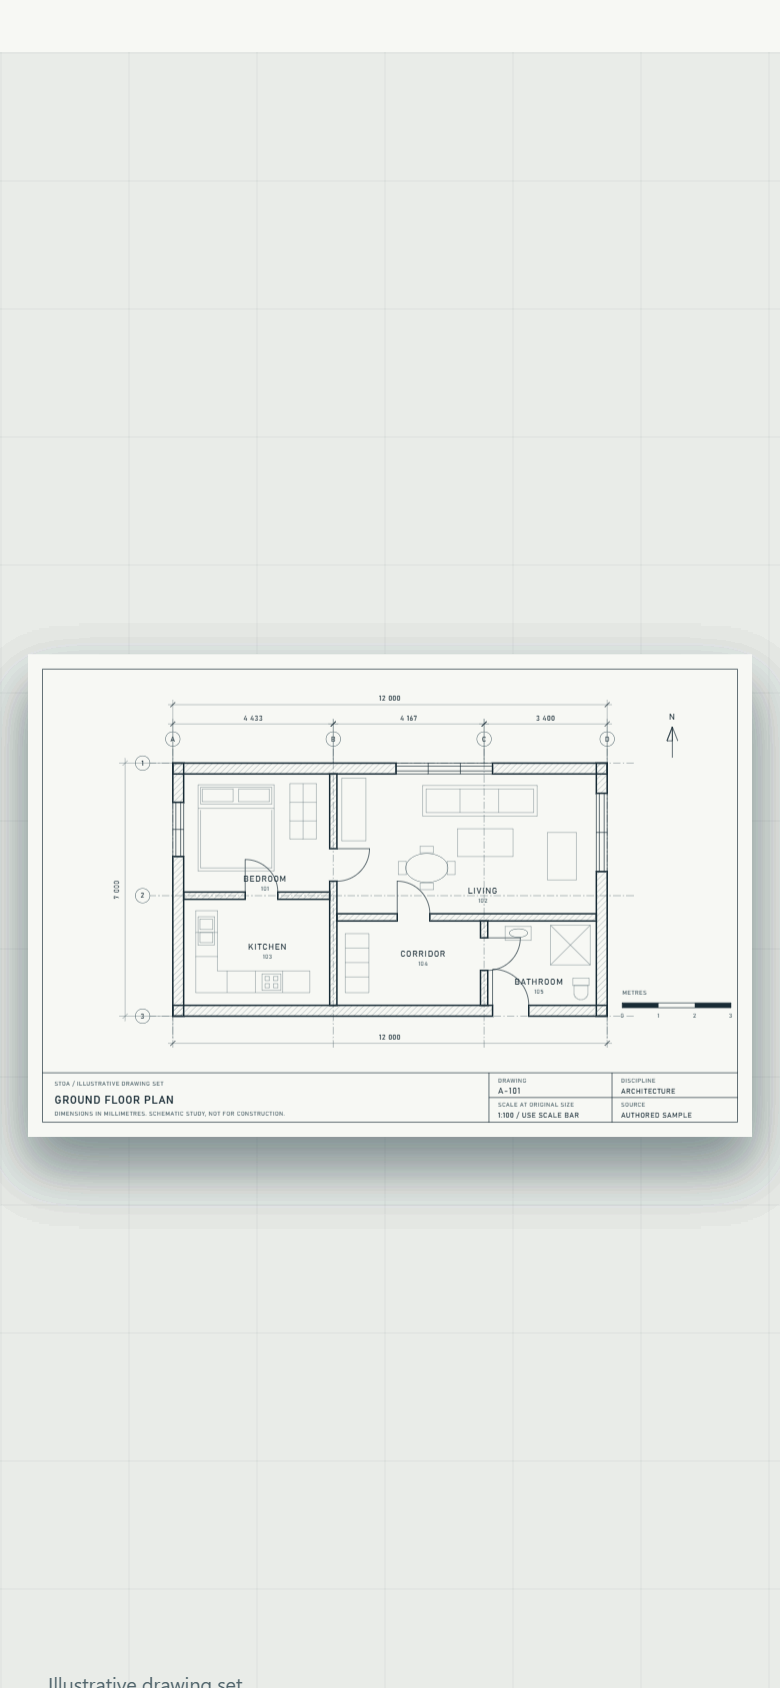 12 000
4 433
4 167
3 400
N
A
B
C
D
1
BEDROOM
101
7 000
2
LIVING
102
KITCHEN
103
CORRIDOR
104
BATHROOM
105
METRES
3
0 1 2 3
12 000
STOA / ILLUSTRATIVE DRAWING SET
GROUND FLOOR PLAN
DIMENSIONS IN MILLIMETRES. SCHEMATIC STUDY, NOT FOR CONSTRUCTION.
DRAWING
A-101
SCALE AT ORIGINAL SIZE
1:100 / USE SCALE BAR
DISCIPLINE
ARCHITECTURE
SOURCE
AUTHORED SAMPLE
Illustrative drawing set